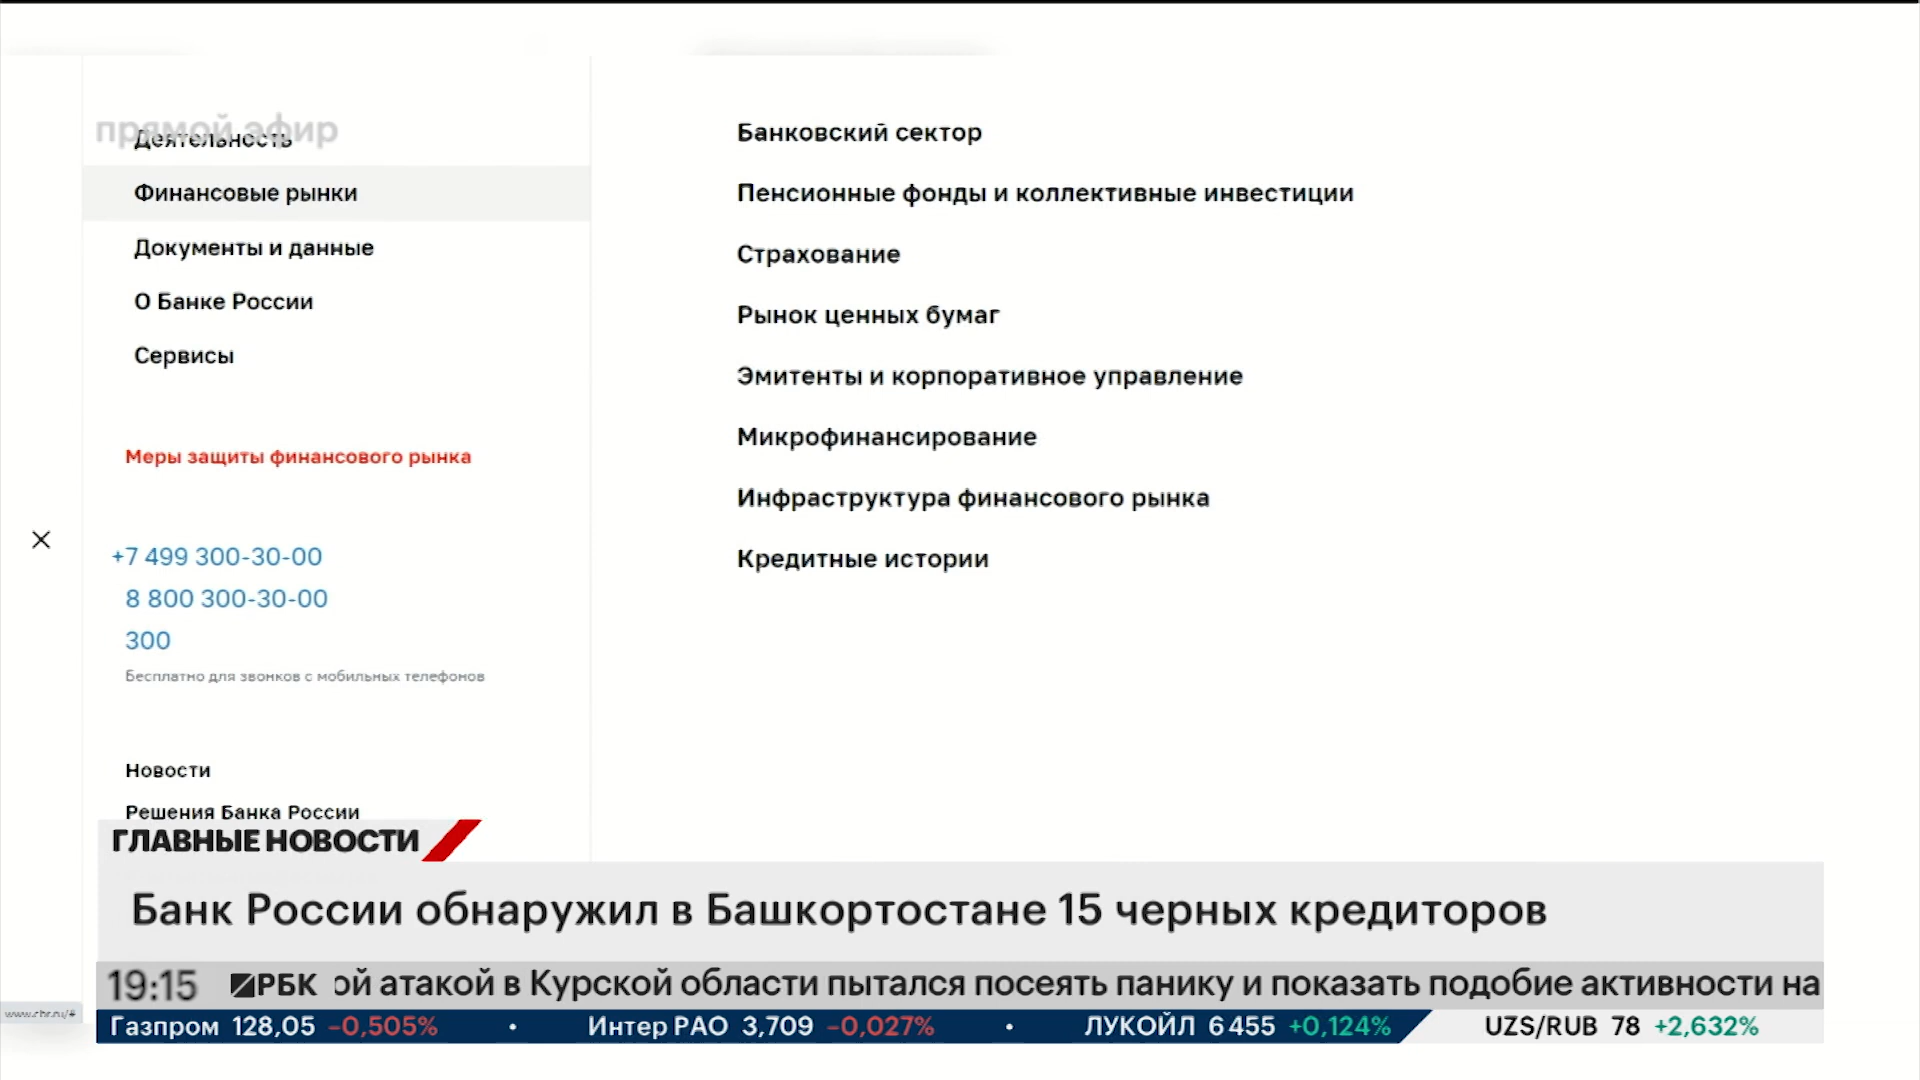 прямой эфир
Деятельность
Финансовые рынки
Документы и данные
О Банке России
Сервисы
Меры защиты финансового рынка
+7 499 300-30-00
8 800 300-30-00
300
Бесплатно для звонков с мобильных телефонов
Новости
Решения Банка России
Банковский сектор
Пенсионные фонды и коллективные инвестиции
Страхование
Рынок ценных бумаг
Эмитенты и корпоративное управление
Микрофинансирование
Инфраструктура финансового рынка
Кредитные истории
ГЛАВНЫЕ НОВОСТИ
Банк России обнаружил в Башкортостане 15 черных кредиторов
19:15 РБК ой атакой в Курской области пытался посеять панику и показать подобие активности на
www.cbr.ru/#
Газпром 128,05 -0,505% • Интер РАО 3,709 -0,027% • ЛУКОЙЛ 6 455 +0,124% UZS/RUB 78 +2,632%